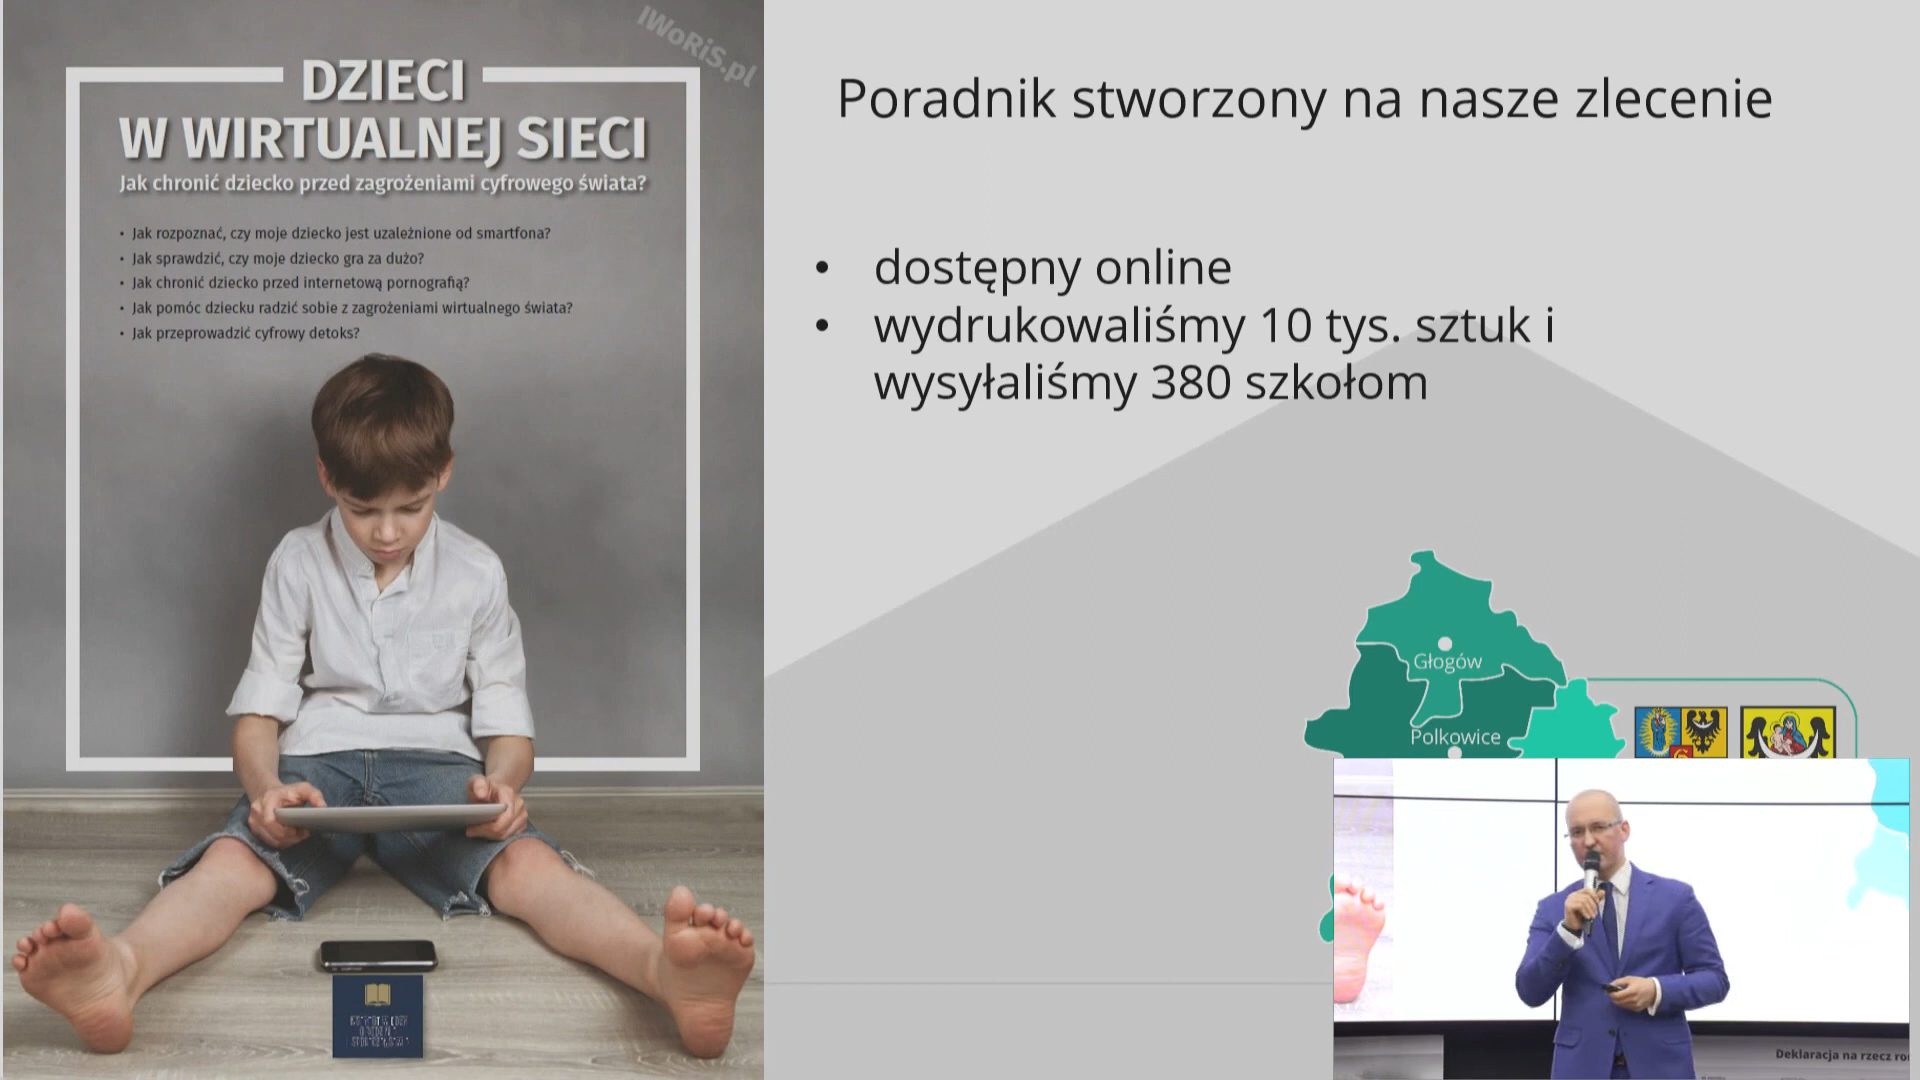 IWoRiS.pl
DZIECI
W WIRTUALNEJ SIECI
Jak chronić dziecko przed zagrożeniami cyfrowego świata?
• Jak rozpoznać, czy moje dziecko jest uzależnione od smartfona?
• Jak sprawdzić, czy moje dziecko gra za dużo?
• Jak chronić dziecko przed internetową pornografią?
• Jak pomóc dziecku radzić sobie z zagrożeniami wirtualnego świata?
• Jak przeprowadzić cyfrowy detoks?
Poradnik stworzony na nasze zlecenie
• dostępny online
• wydrukowaliśmy 10 tys. sztuk i
wysyłaliśmy 380 szkołom
Głogów
Polkowice
Deklaracja na rzecz